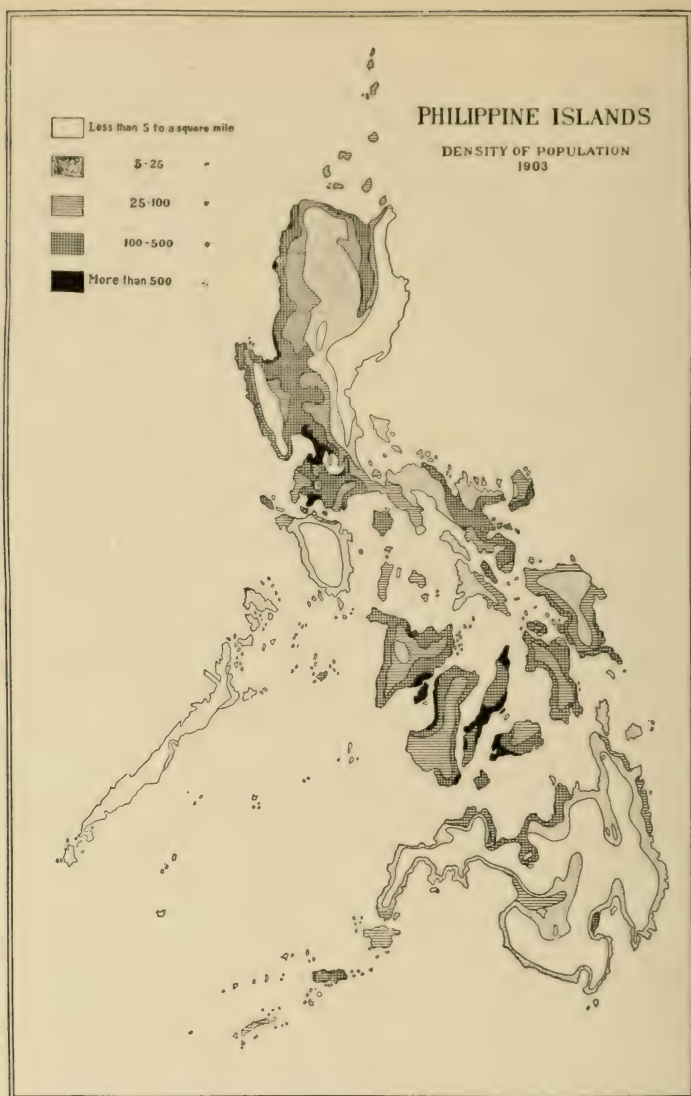 PHILIPPINE ISLANDS
DENSITY OF POPULATION
1903
Less than 5 to a square mile
5-25 "
25-100 "
100-500 "
More than 500 "